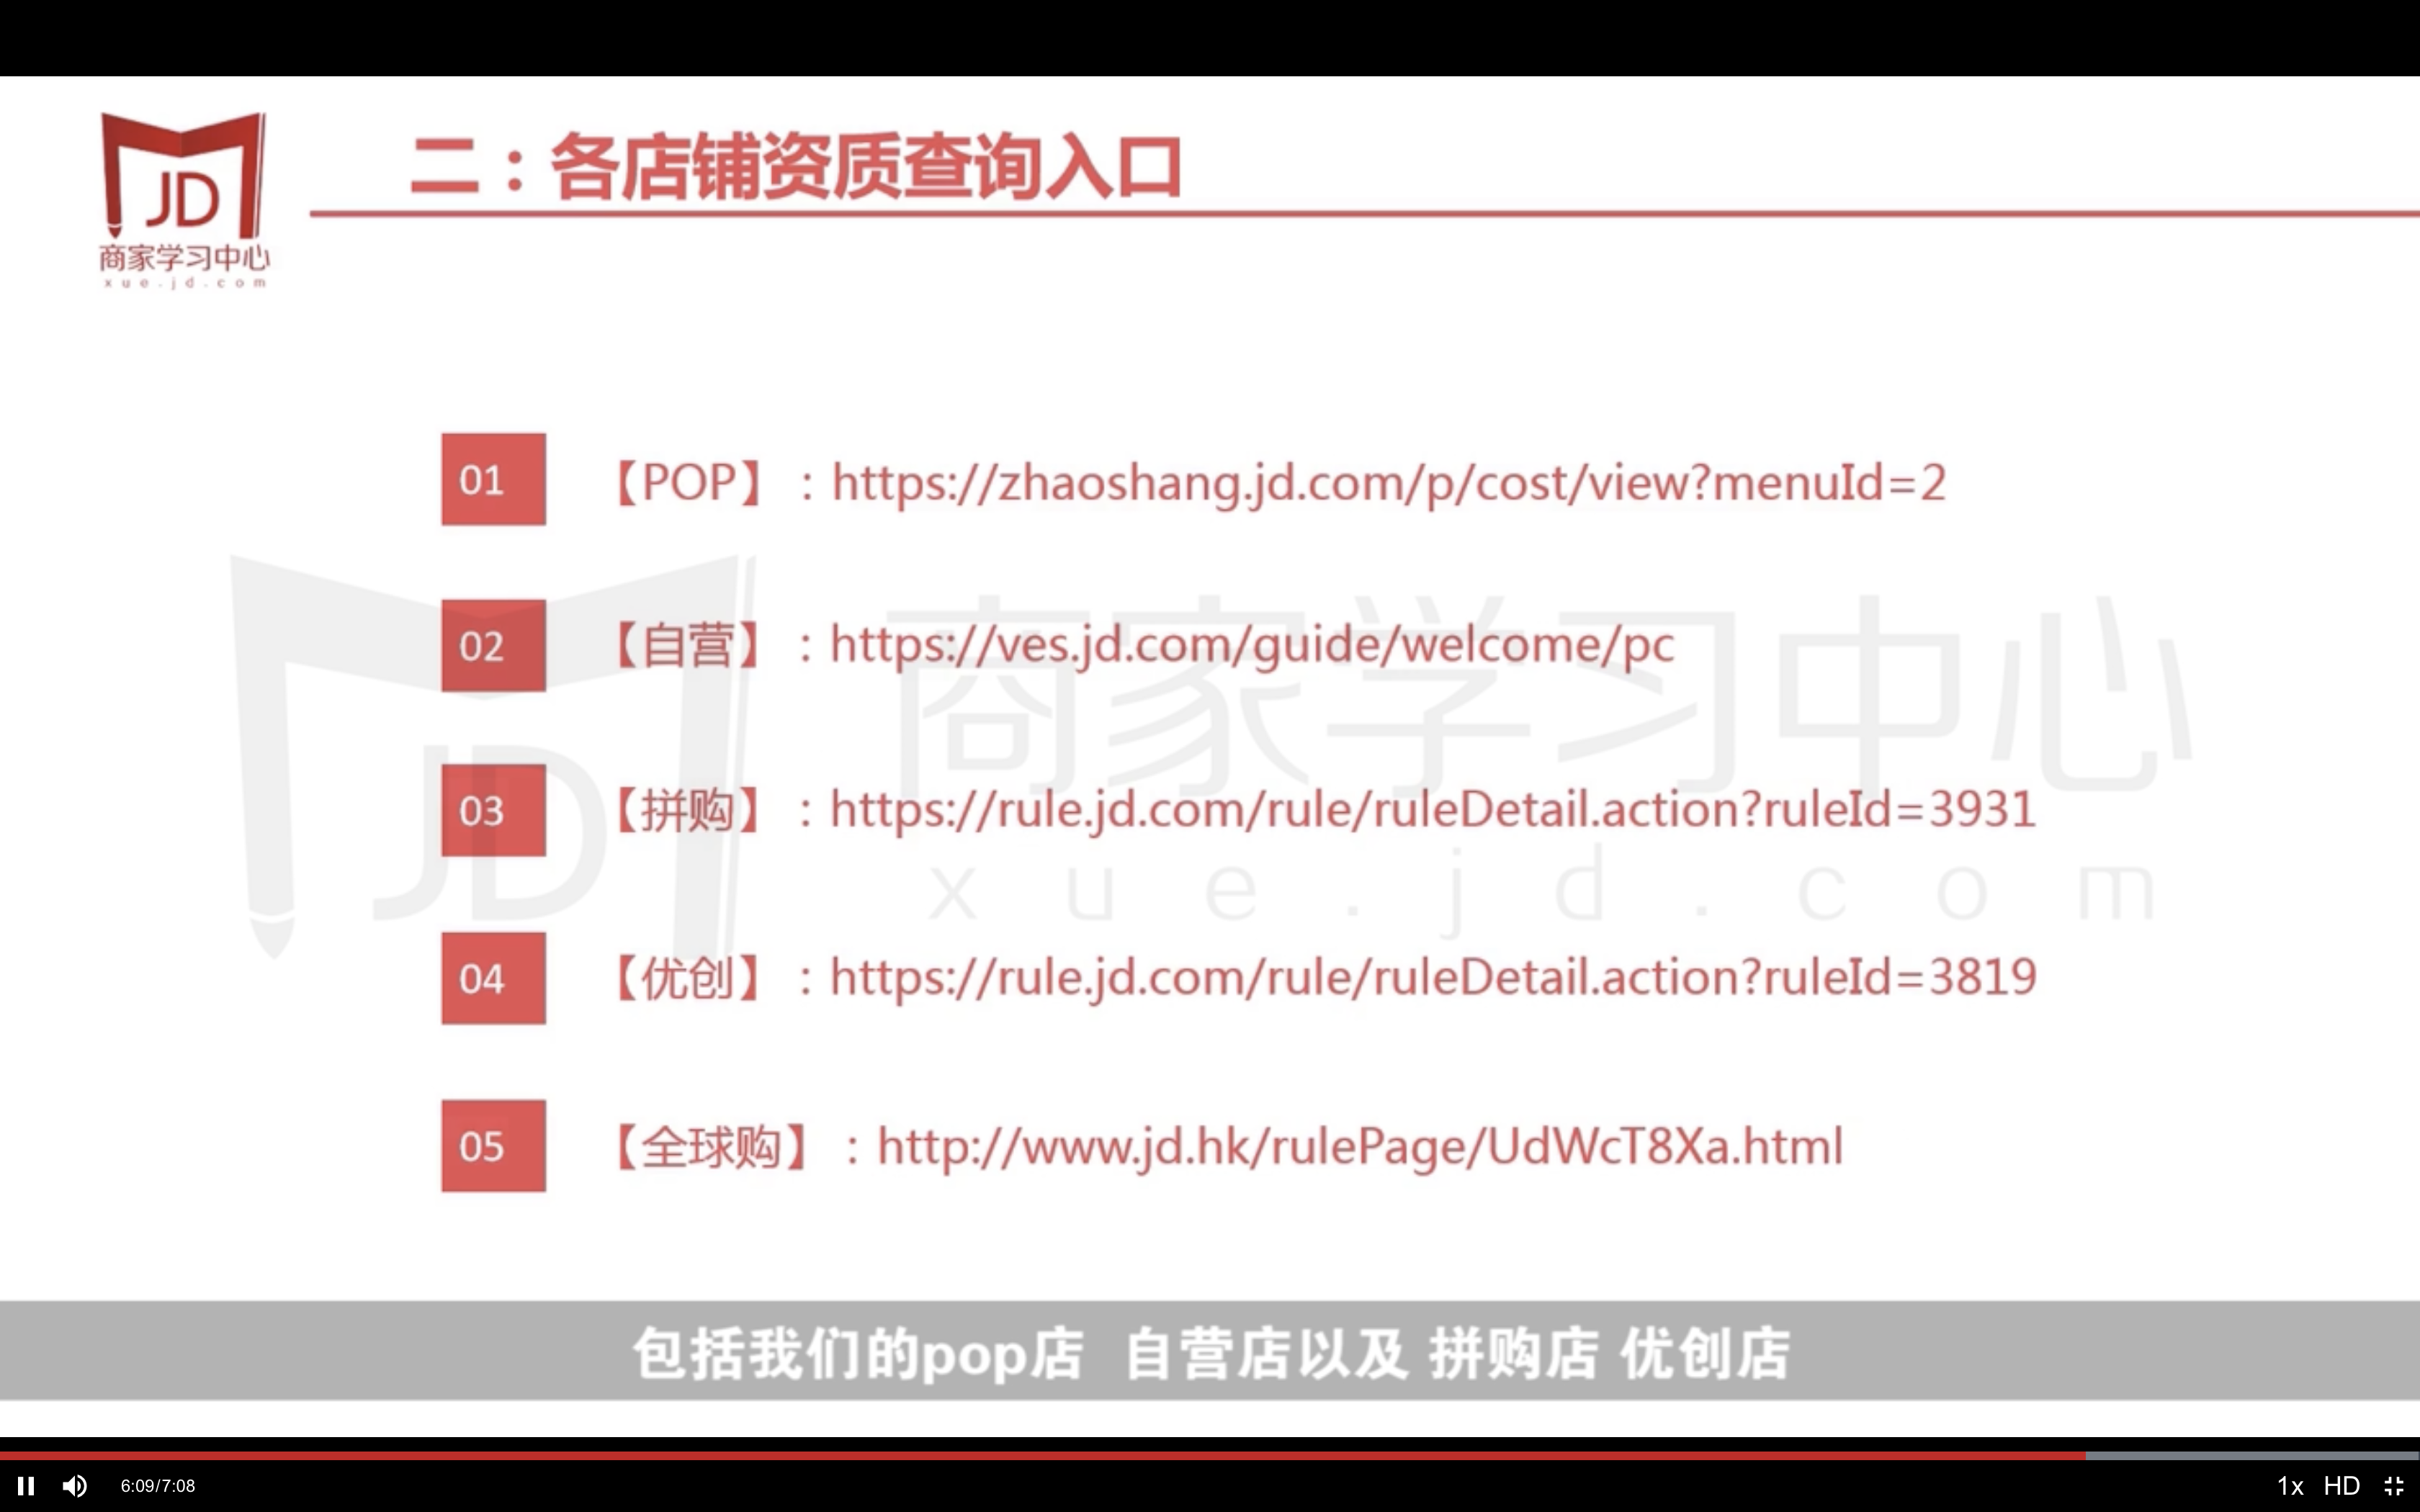 JD
商家学习中心
xue.jd.com
二：各店铺资质查询入口
01 【POP】：https://zhaoshang.jd.com/p/cost/view?menuId=2
02 【自营】：https://ves.jd.com/guide/welcome/pc
03 【拼购】：https://rule.jd.com/rule/ruleDetail.action?ruleId=3931
04 【优创】：https://rule.jd.com/rule/ruleDetail.action?ruleId=3819
05 【全球购】：http://www.jd.hk/rulePage/UdWcT8Xa.html
JD 商家学习中心
xue.jd.com
包括我们的pop店 自营店以及 拼购店 优创店
6:09/7:08 1x HD